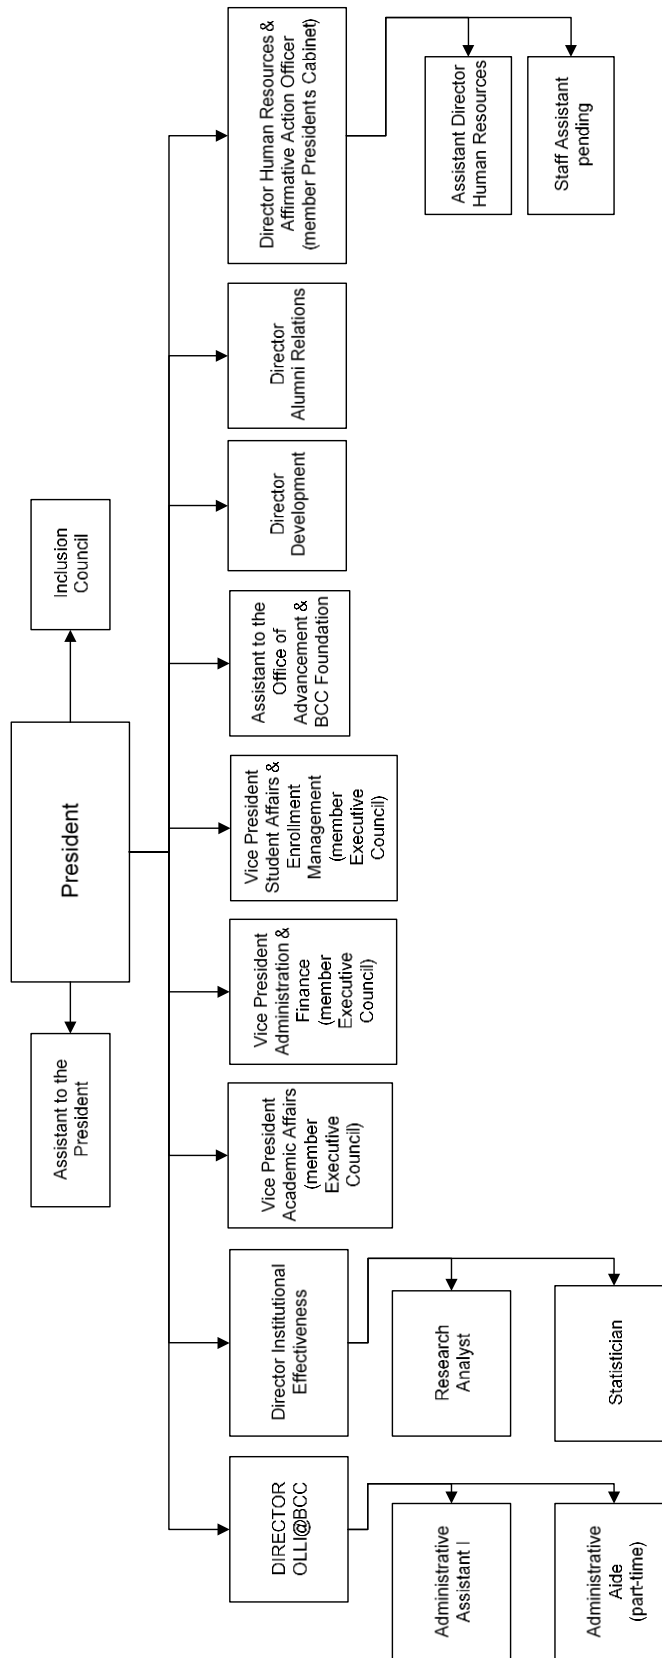 President
Assistant to the
President
Inclusion
Council
DIRECTOR
OLLI@BCC
Director Institutional
Effectiveness
Vice President
Academic Affairs
(member
Executive
Council)
Vice President
Administration &
Finance
(member
Executive
Council)
Vice President
Student Affairs &
Enrollment
Management
(member
Executive
Council)
Assistant to the
Office of
Advancement &
BCC Foundation
Director
Development
Director
Alumni Relations
Director Human Resources &
Affirmative Action Officer
(member Presidents Cabinet)
Administrative
Assistant I
Administrative
Aide
(part-time)
Research
Analyst
Statistician
Assistant Director
Human Resources
Staff Assistant
pending